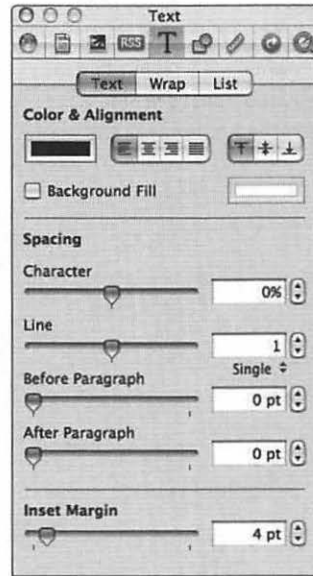 Text
RSS T
Text Wrap List
Color & Alignment
Background Fill
Spacing
Character
0%
Line
1
Single
Before Paragraph
0 pt
After Paragraph
0 pt
Inset Margin
4 pt